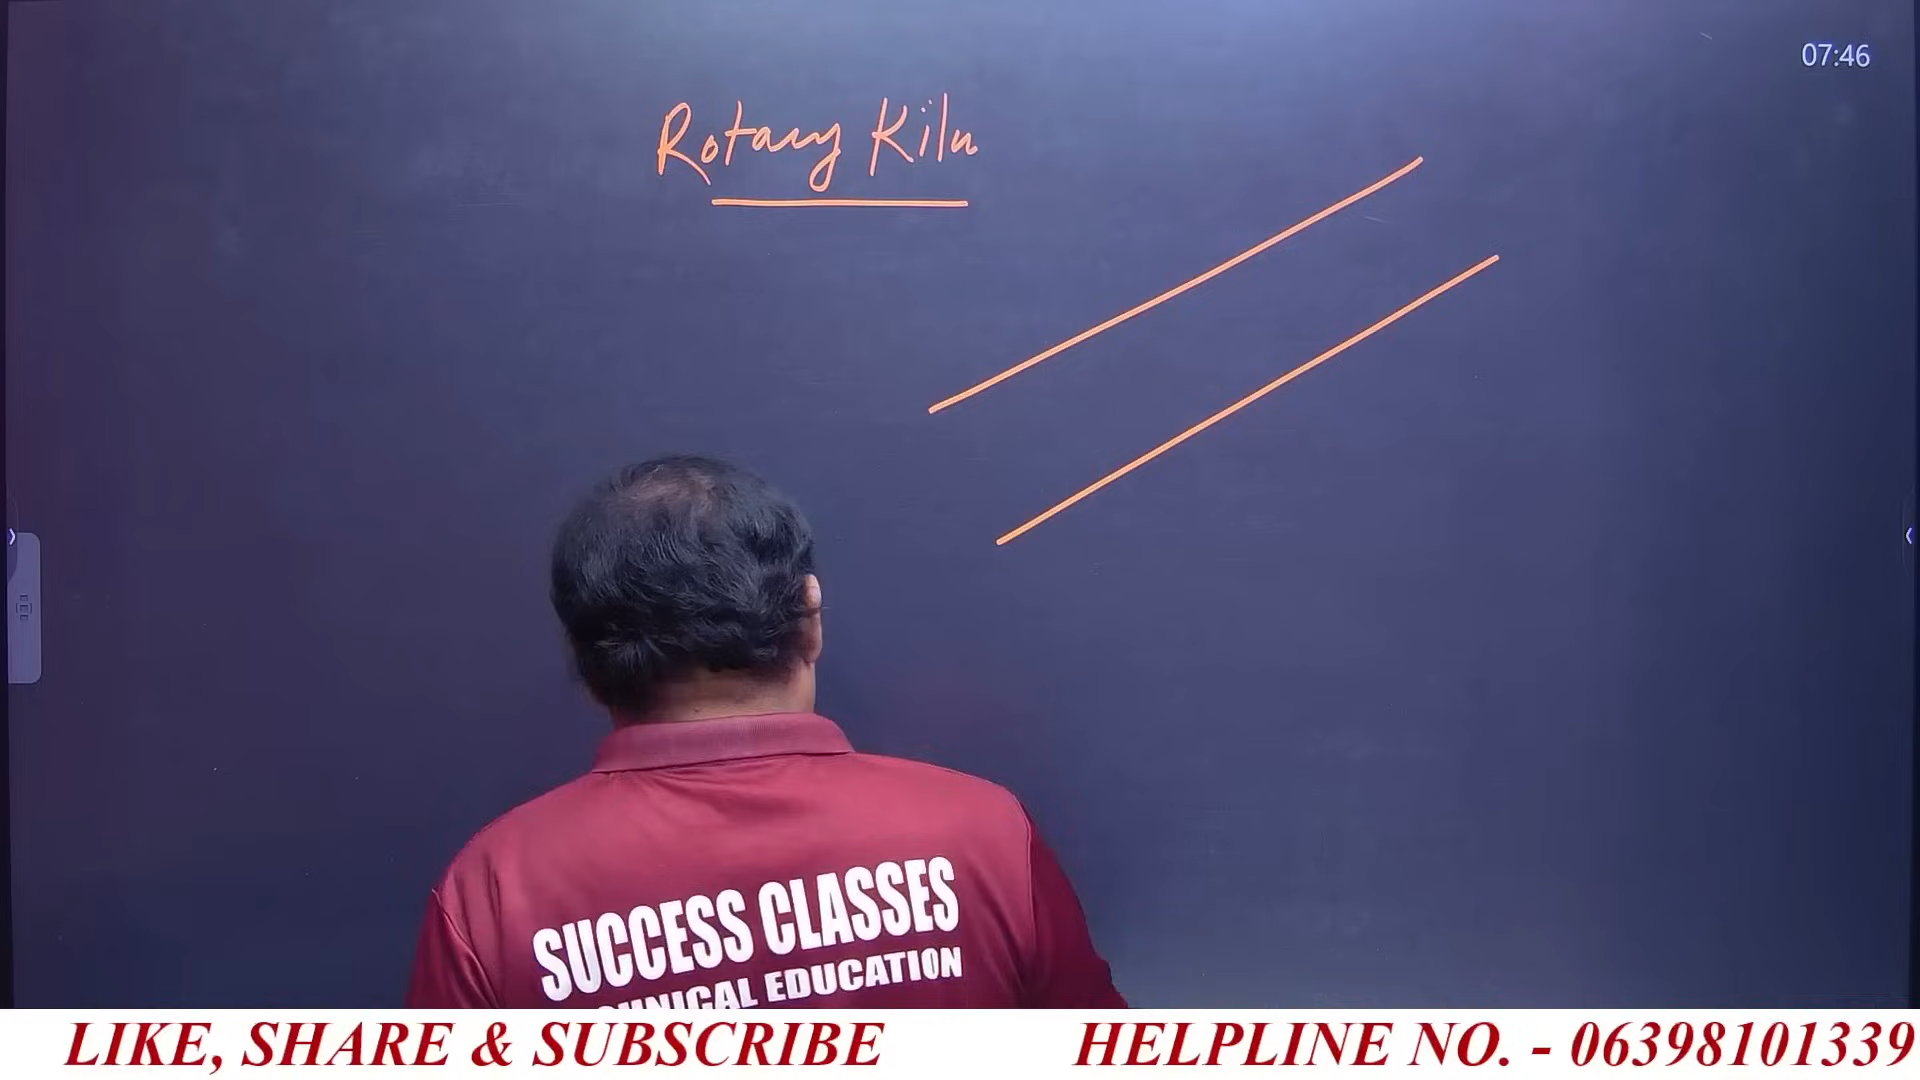 07:46
Rotary Kiln
SUCCESS CLASSES
EDUCATION
LIKE, SHARE & SUBSCRIBE
HELPLINE NO. - 06398101339